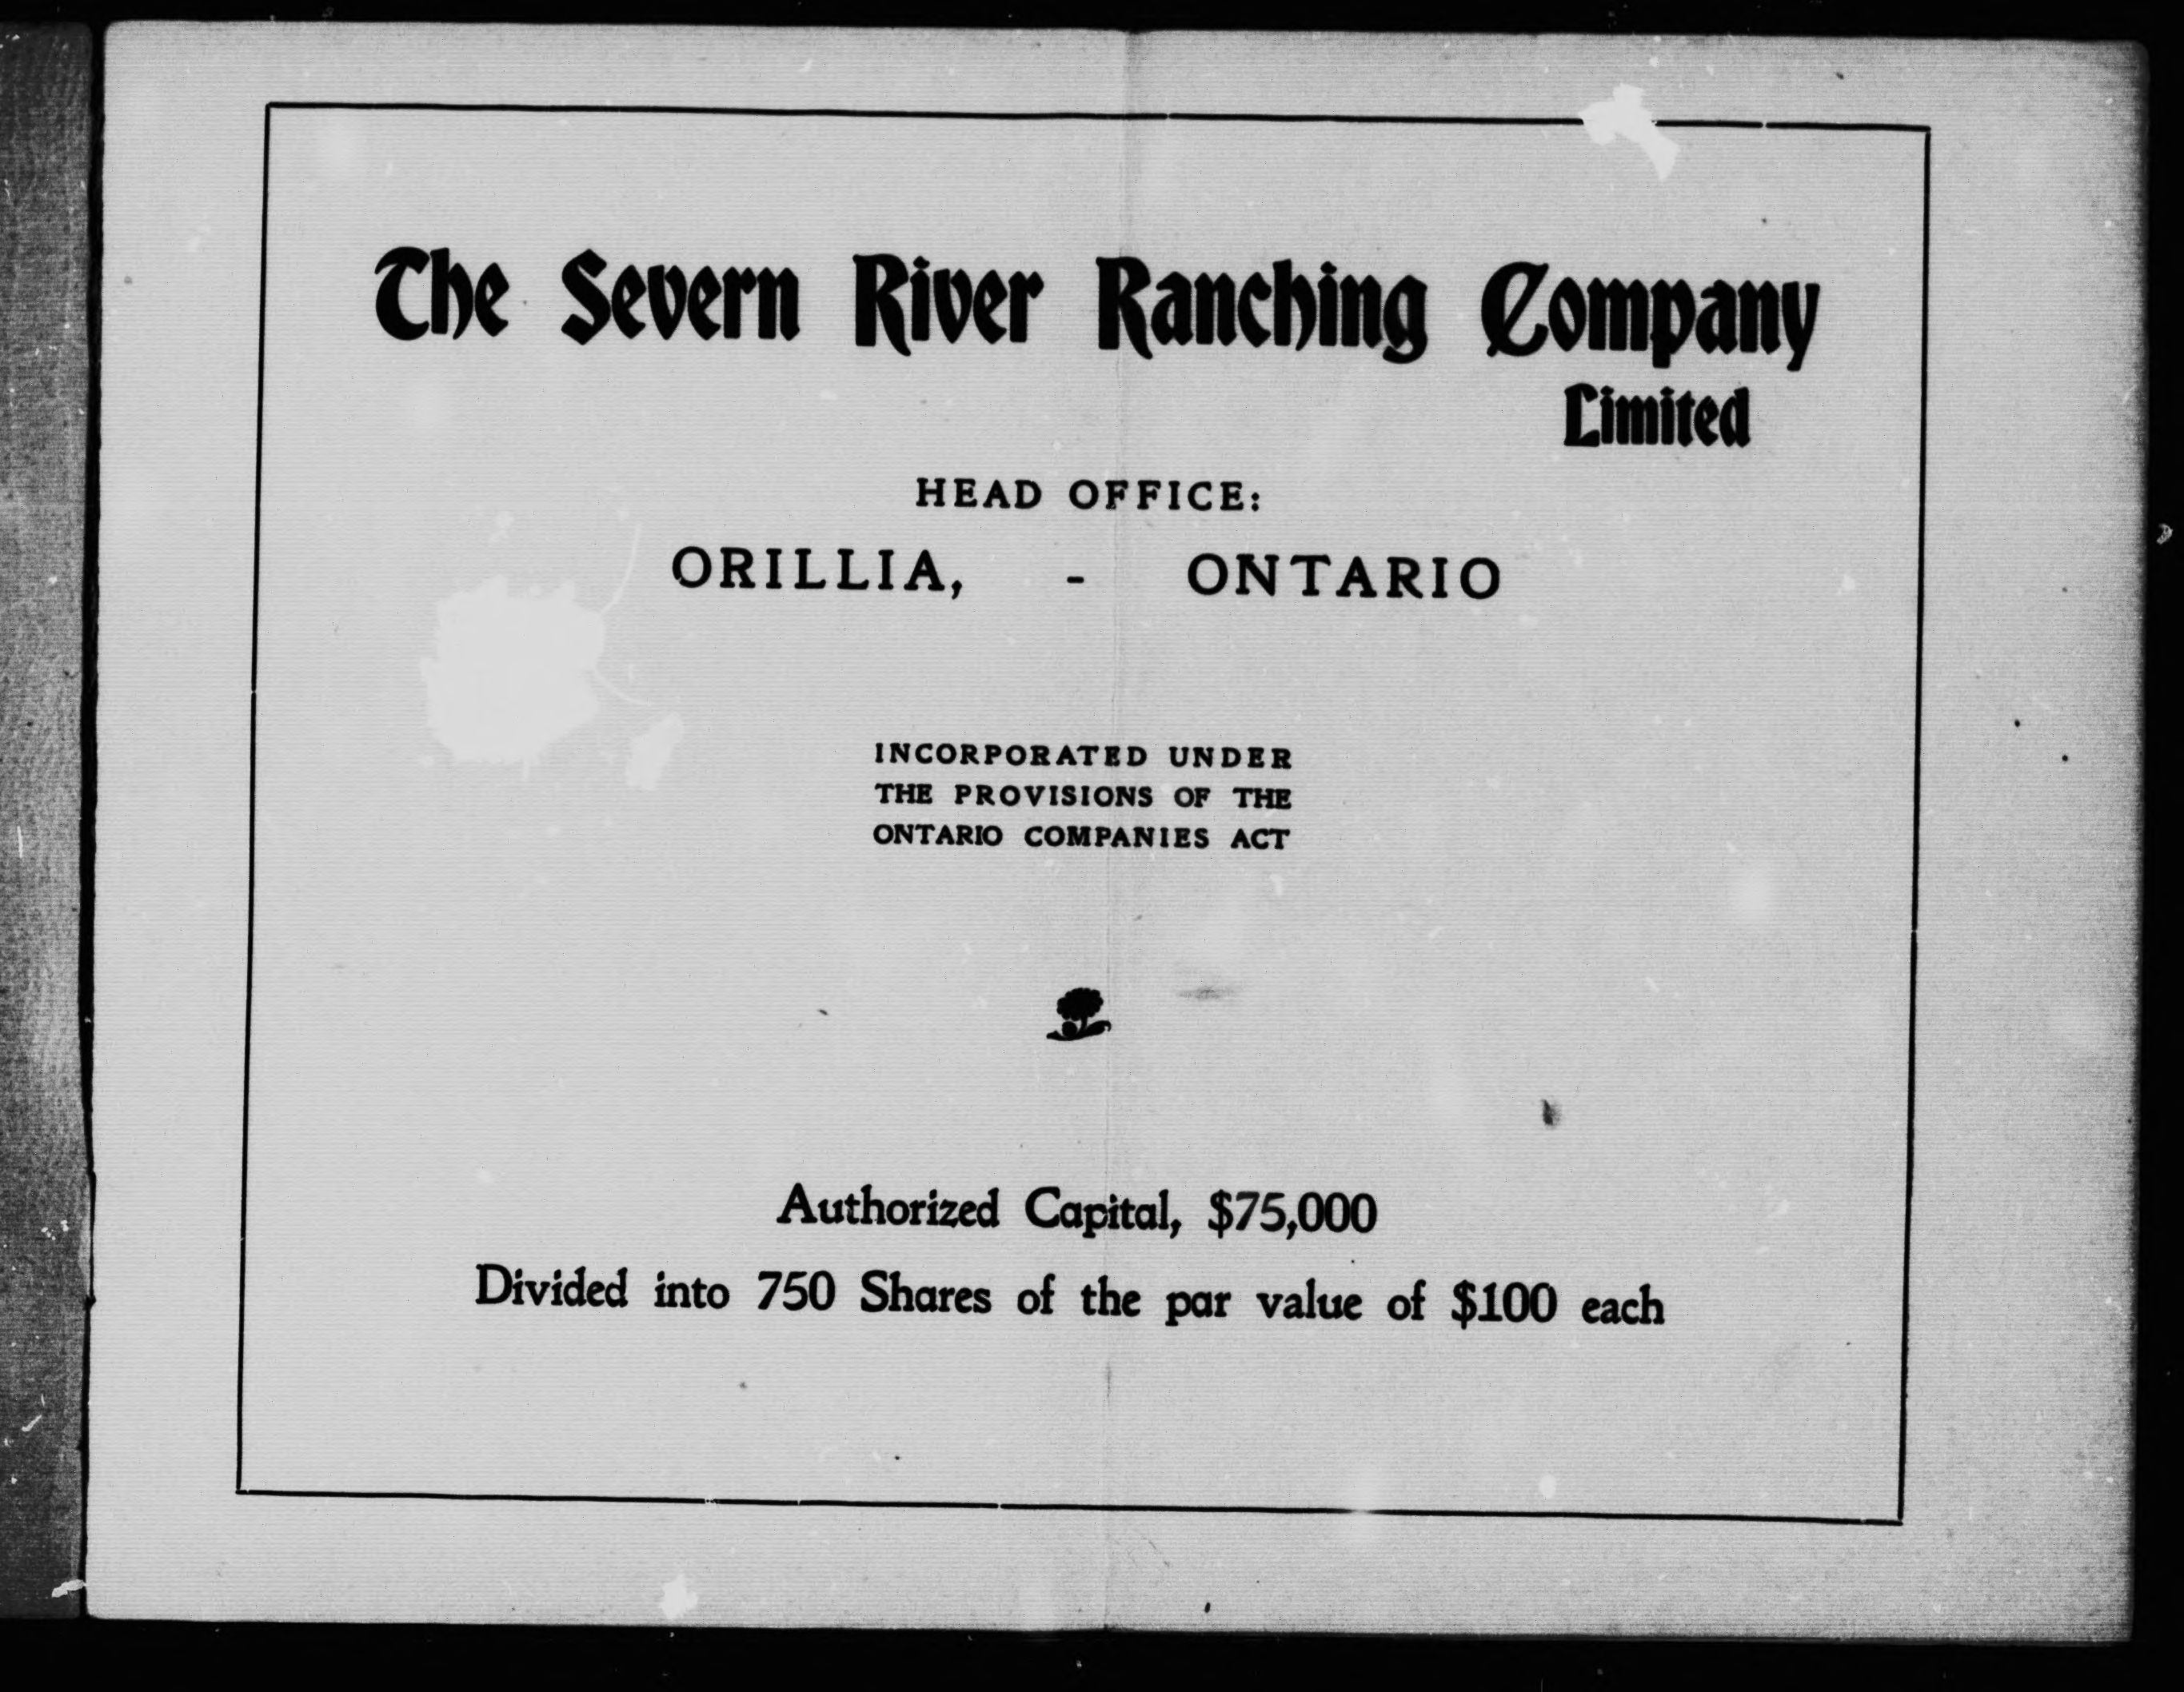 The Severn River Ranching Company
Limited
HEAD OFFICE:
ORILLIA, - ONTARIO
INCORPORATED UNDER
THE PROVISIONS OF THE
ONTARIO COMPANIES ACT
Authorized Capital, $75,000
Divided into 750 Shares of the par value of $100 each